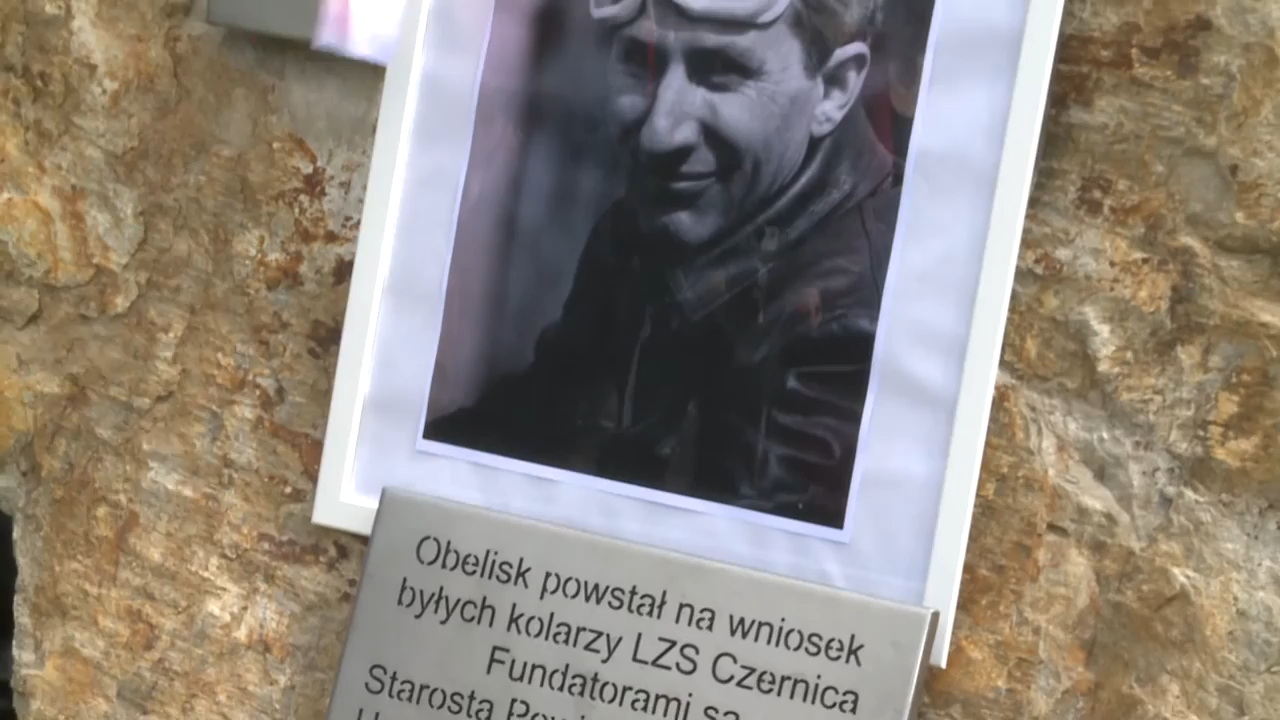 Obelisk powstał na wniosek
byłych kolarzy LZS Czernica
Fundatorami są
Starosta